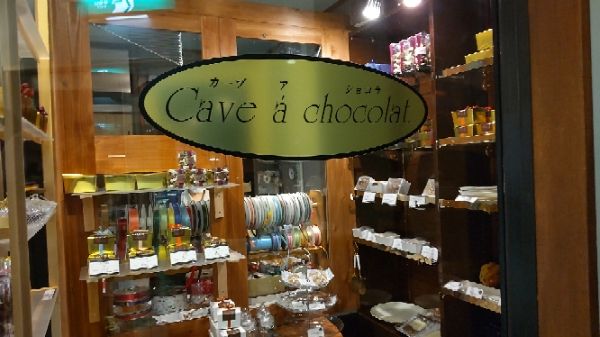 カーヴ ア ショコラ
Cave à chocolat.